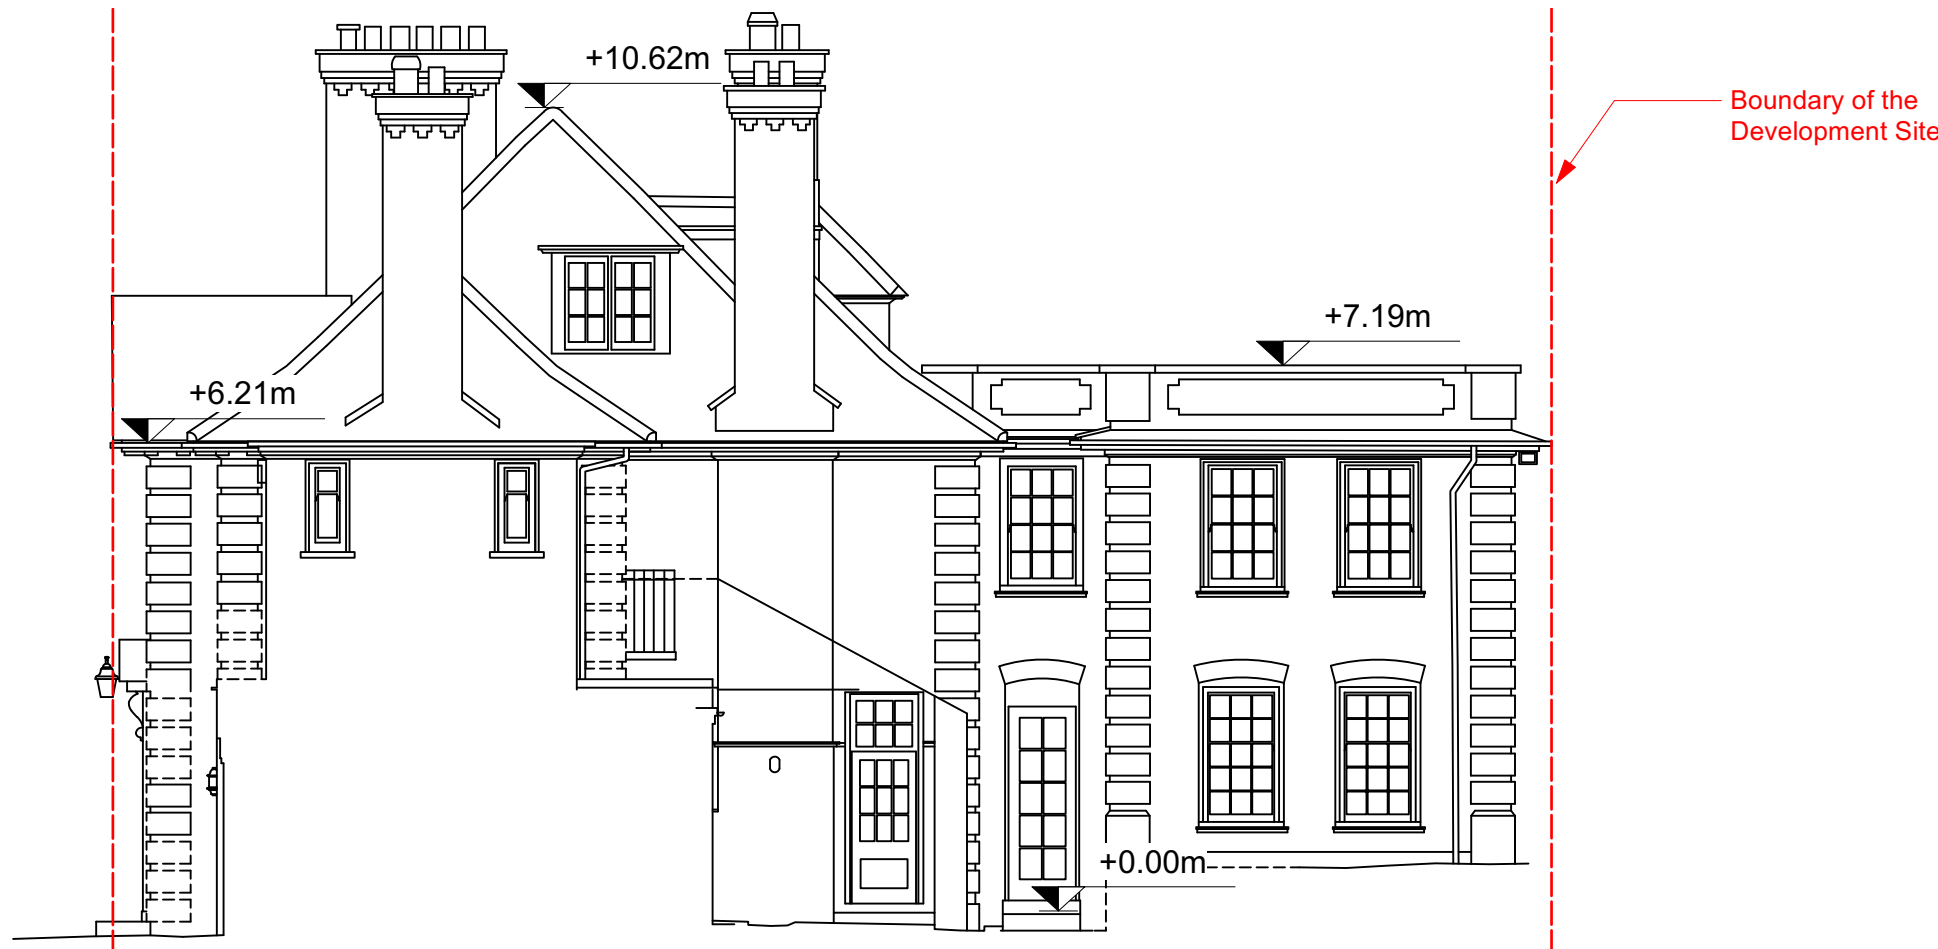 +10.62m
Boundary of the
Development Site
+7.19m
+6.21m
+0.00m